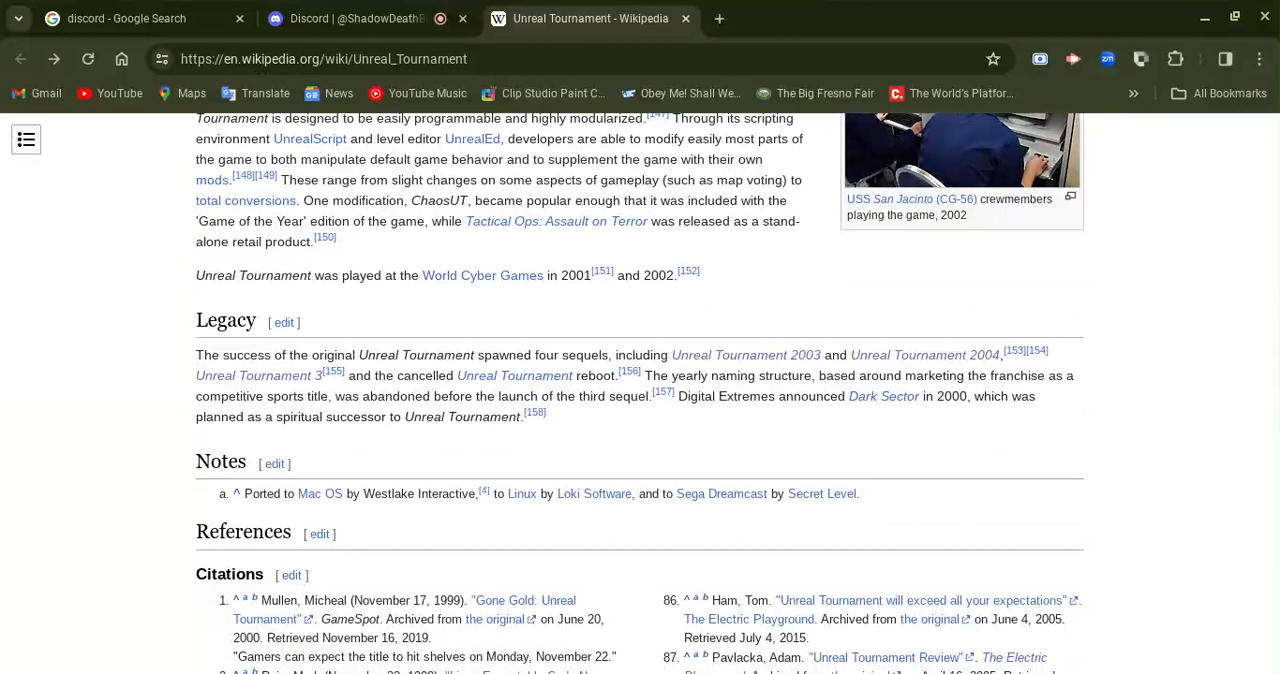 discord - Google Search
Discord | @ShadowDeathB
Unreal Tournament - Wikipedia
https://en.wikipedia.org/wiki/Unreal_Tournament
Gmail
YouTube
Maps
Translate
News
YouTube Music
Clip Studio Paint C...
Obey Me! Shall We...
The Big Fresno Fair
The World's Platfor...
All Bookmarks
Tournament is designed to be easily programmable and highly modularized.[147] Through its scripting
environment UnrealScript and level editor UnrealEd, developers are able to modify easily most parts of
the game to both manipulate default game behavior and to supplement the game with their own
mods.[148][149] These range from slight changes on some aspects of gameplay (such as map voting) to
total conversions. One modification, ChaosUT, became popular enough that it was included with the
'Game of the Year' edition of the game, while Tactical Ops: Assault on Terror was released as a stand-
alone retail product.[150]
USS San Jacinto (CG-56) crewmembers
playing the game, 2002
Unreal Tournament was played at the World Cyber Games in 2001[151] and 2002.[152]
Legacy [ edit ]
The success of the original Unreal Tournament spawned four sequels, including Unreal Tournament 2003 and Unreal Tournament 2004,[153][154]
Unreal Tournament 3[155] and the cancelled Unreal Tournament reboot.[156] The yearly naming structure, based around marketing the franchise as a
competitive sports title, was abandoned before the launch of the third sequel.[157] Digital Extremes announced Dark Sector in 2000, which was
planned as a spiritual successor to Unreal Tournament.[158]
Notes [ edit ]
a. ^ Ported to Mac OS by Westlake Interactive,[4] to Linux by Loki Software, and to Sega Dreamcast by Secret Level.
References [ edit ]
Citations [ edit ]
1. ^ a b Mullen, Micheal (November 17, 1999). "Gone Gold: Unreal
Tournament". GameSpot. Archived from the original on June 20,
2000. Retrieved November 16, 2019.
"Gamers can expect the title to hit shelves on Monday, November 22."
86. ^ a b Ham, Tom. "Unreal Tournament will exceed all your expectations".
The Electric Playground. Archived from the original on June 4, 2005.
Retrieved July 4, 2015.
87. ^ a b Pavlacka, Adam. "Unreal Tournament Review". The Electric